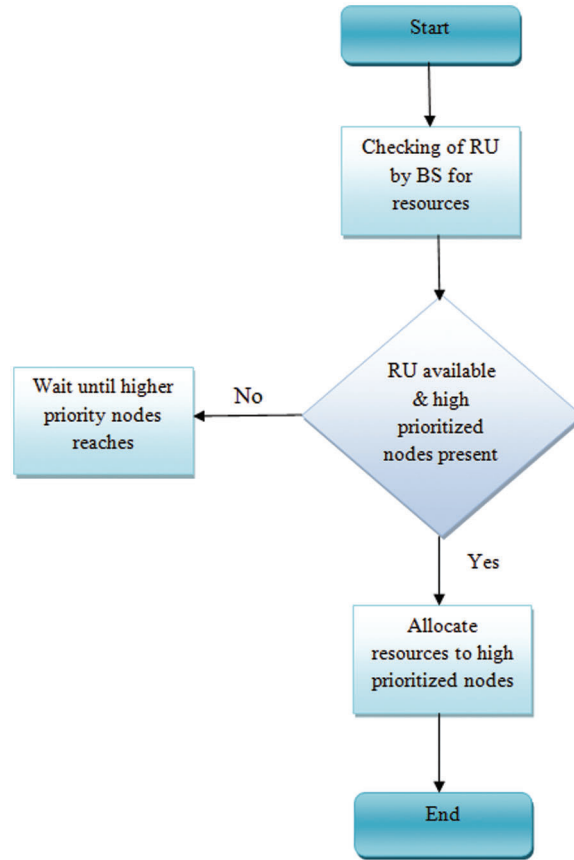 Start
Checking of RU
by BS for
resources
RU available
& high
prioritized
nodes present
No
Wait until higher
priority nodes
reaches
Yes
Allocate
resources to high
prioritized nodes
End